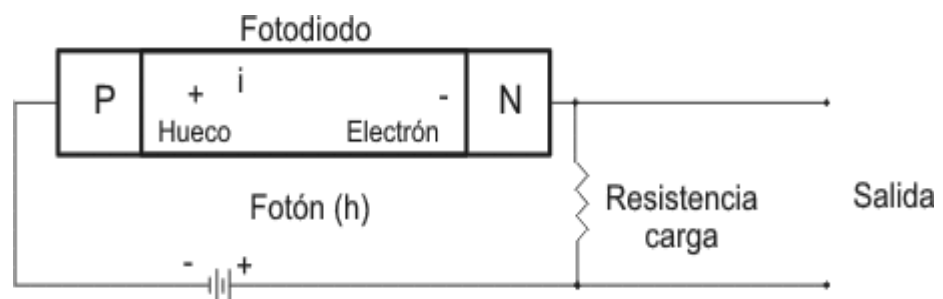 Fotodiodo
P + i - N
Hueco Electrón
Fotón (h)
Resistencia
carga
Salida
- +